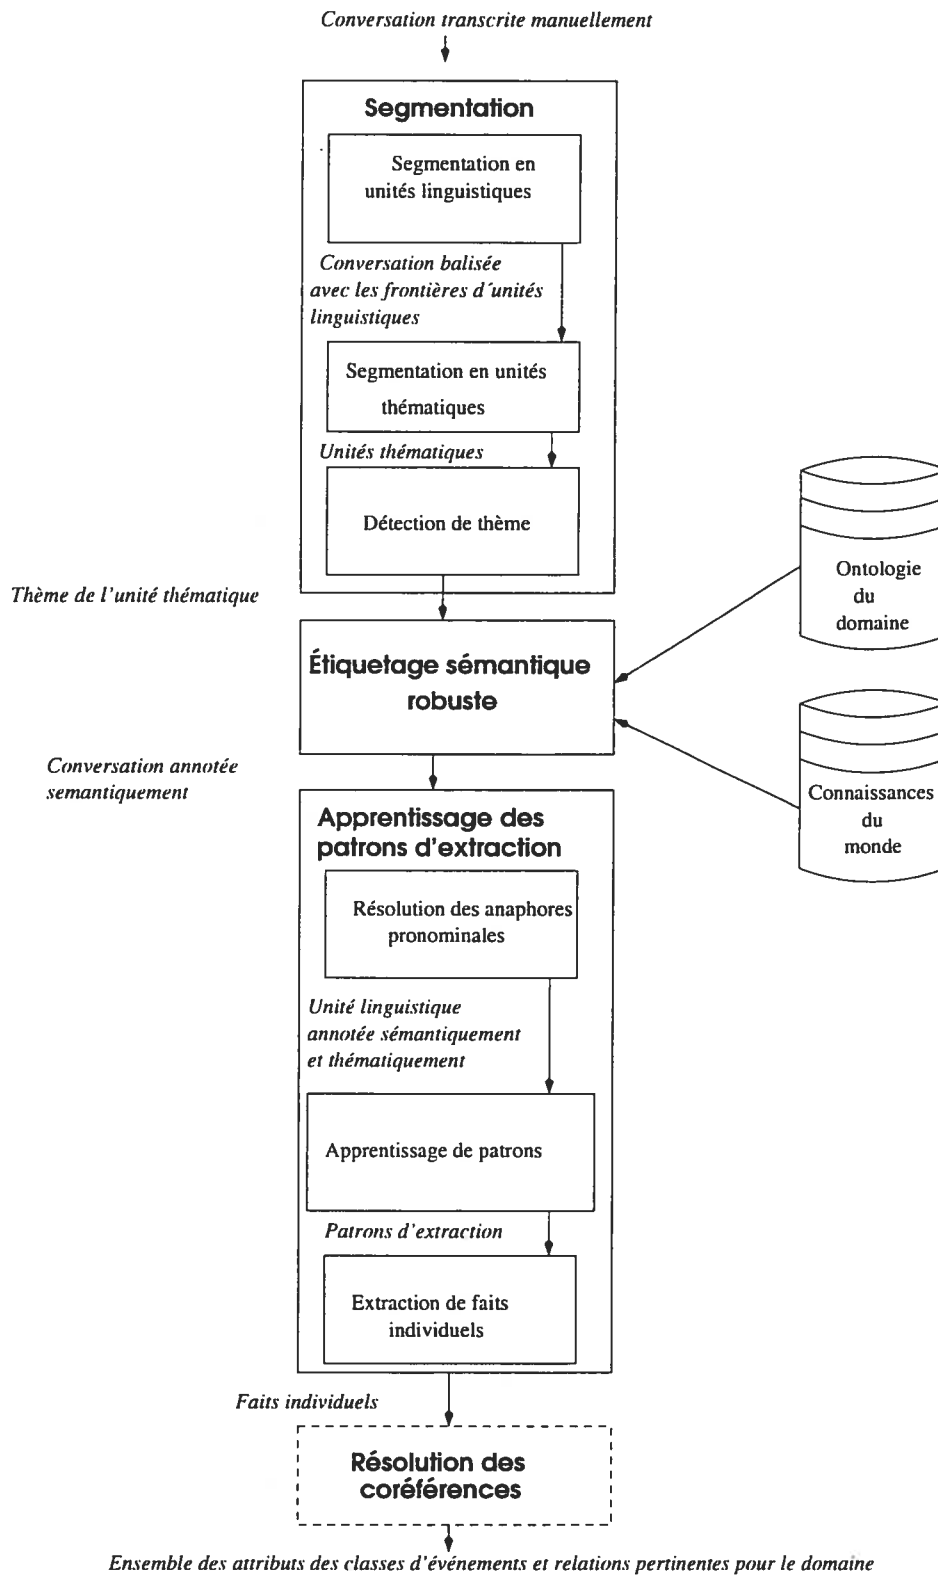 Conversation transcrite manuellement
Segmentation
Segmentation en
unités linguistiques
Conversation balisée
avec les frontières d´unités
linguistiques
Segmentation en unités
thématiques
Unités thématiques
Détection de thème
Thème de l'unité thématique
Ontologie
du
domaine
Étiquetage sémantique
robuste
Connaissances
du
monde
Conversation annotée
semantiquement
Apprentissage des
patrons d'extraction
Résolution des anaphores
pronominales
Unité linguistique
annotée sémantiquement
et thématiquement
Apprentissage de patrons
Patrons d'extraction
Extraction de faits
individuels
Faits individuels
Résolution des
coréférences
Ensemble des attributs des classes d'événements et relations pertinentes pour le domaine